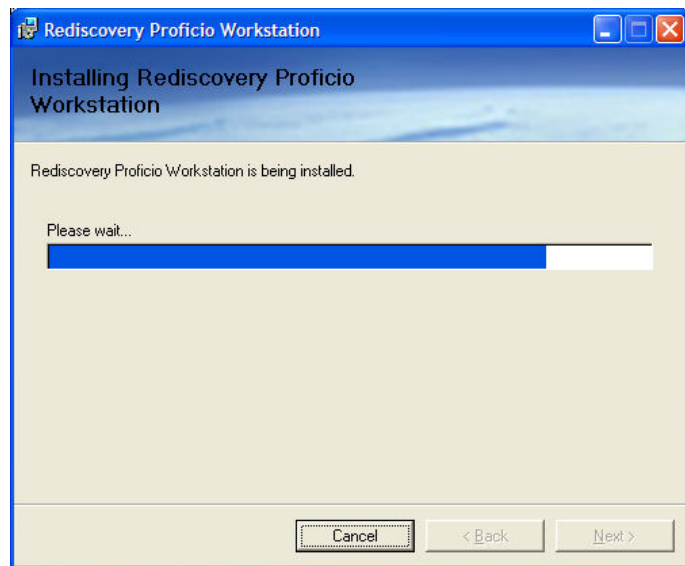 Rediscovery Proficio Workstation
Installing Rediscovery Proficio
Workstation
Rediscovery Proficio Workstation is being installed.
Please wait...
Cancel
< Back
Next >